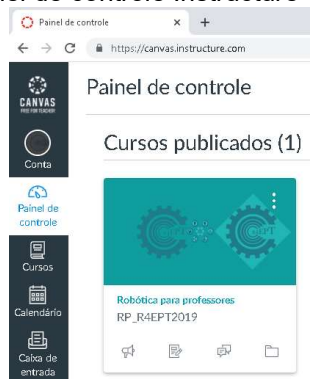 Painel de controle
https://canvas.instructure.com
CANVAS
Painel de controle
Conta
Cursos publicados (1)
Painel de
controle
Cursos
Robótica para professores
RP_R4EPT2019
Calendário
Caixa de
entrada